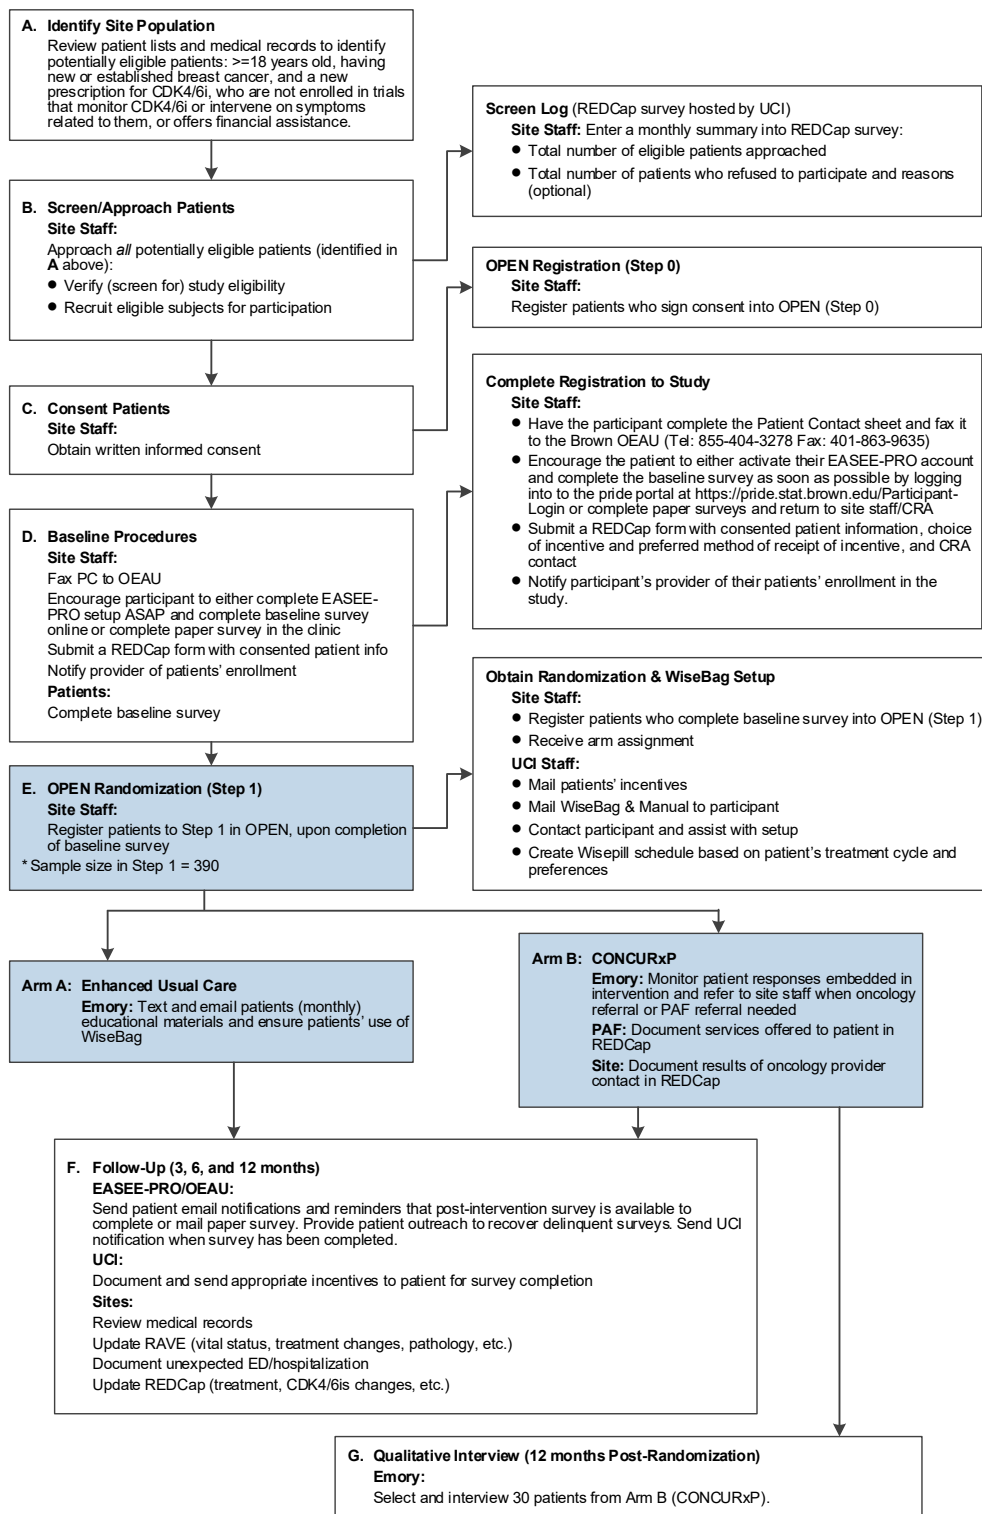 A. Identify Site Population
Review patient lists and medical records to identify
potentially eligible patients: >=18 years old, having
new or established breast cancer, and a new
prescription for CDK4/6i, who are not enrolled in trials
that monitor CDK4/6i or intervene on symptoms
related to them, or offers financial assistance.
Screen Log (REDCap survey hosted by UCI)
Site Staff: Enter a monthly summary into REDCap survey:
● Total number of eligible patients approached
● Total number of patients who refused to participate and reasons
(optional)
B. Screen/Approach Patients
Site Staff:
Approach all potentially eligible patients (identified in
A above):
● Verify (screen for) study eligibility
● Recruit eligible subjects for participation
OPEN Registration (Step 0)
Site Staff:
Register patients who sign consent into OPEN (Step 0)
C. Consent Patients
Site Staff:
Obtain written informed consent
Complete Registration to Study
Site Staff:
● Have the participant complete the Patient Contact sheet and fax it
to the Brown OEAU (Tel: 855-404-3278 Fax: 401-863-9635)
● Encourage the patient to either activate their EASEE-PRO account
and complete the baseline survey as soon as possible by logging
into to the pride portal at https://pride.stat.brown.edu/Participant-
Login or complete paper surveys and return to site staff/CRA
● Submit a REDCap form with consented patient information, choice
of incentive and preferred method of receipt of incentive, and CRA
contact
● Notify participant's provider of their patients' enrollment in the
study.
D. Baseline Procedures
Site Staff:
Fax PC to OEAU
Encourage participant to either complete EASEE-
PRO setup ASAP and complete baseline survey
online or complete paper survey in the clinic
Submit a REDCap form with consented patient info
Notify provider of patients' enrollment
Patients:
Complete baseline survey
Obtain Randomization & WiseBag Setup
Site Staff:
● Register patients who complete baseline survey into OPEN (Step 1)
● Receive arm assignment
UCI Staff:
● Mail patients' incentives
● Mail WiseBag & Manual to participant
● Contact participant and assist with setup
● Create Wisepill schedule based on patient's treatment cycle and
preferences
E. OPEN Randomization (Step 1)
Site Staff:
Register patients to Step 1 in OPEN, upon completion
of baseline survey
* Sample size in Step 1 = 390
Arm A: Enhanced Usual Care
Emory: Text and email patients (monthly)
educational materials and ensure patients' use of
WiseBag
Arm B: CONCURxP
Emory: Monitor patient responses embedded in
intervention and refer to site staff when oncology
referral or PAF referral needed
PAF: Document services offered to patient in
REDCap
Site: Document results of oncology provider
contact in REDCap
F. Follow-Up (3, 6, and 12 months)
EASEE-PRO/OEAU:
Send patient email notifications and reminders that post-intervention survey is available to
complete or mail paper survey. Provide patient outreach to recover delinquent surveys. Send UCI
notification when survey has been completed.
UCI:
Document and send appropriate incentives to patient for survey completion
Sites:
Review medical records
Update RAVE (vital status, treatment changes, pathology, etc.)
Document unexpected ED/hospitalization
Update REDCap (treatment, CDK4/6is changes, etc.)
G. Qualitative Interview (12 months Post-Randomization)
Emory:
Select and interview 30 patients from Arm B (CONCURxP).